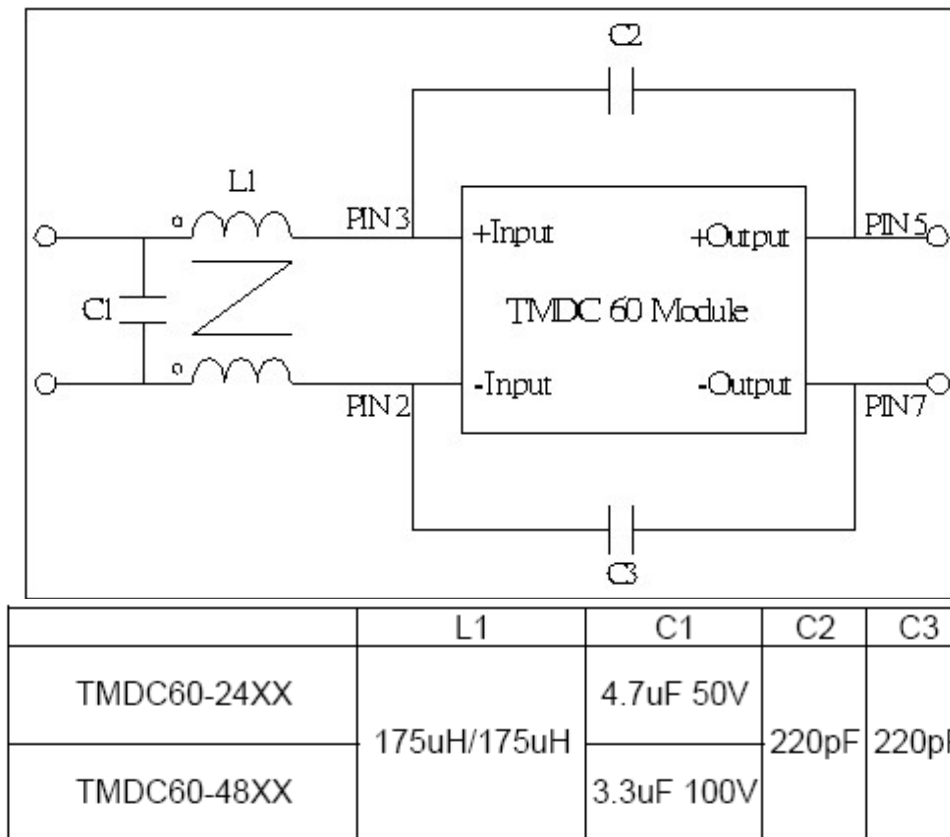 C2
L1
PIN3
PIN5
+Input
+Output
C1
TMDC 60 Module
-Input
-Output
PIN2
PIN7
C3
L1 C1 C2 C3
TMDC60-24XX 4.7uF 50V
175uH/175uH 220pF 220pF
TMDC60-48XX 3.3uF 100V